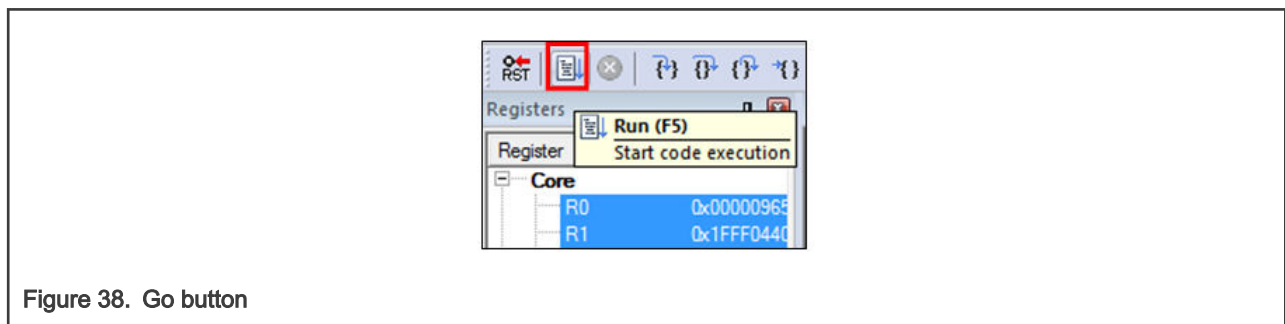 RST
Registers
Run (F5)
Register
Start code execution
Core
R0 0x00000965
R1 0x1FFF0440
Figure 38. Go button